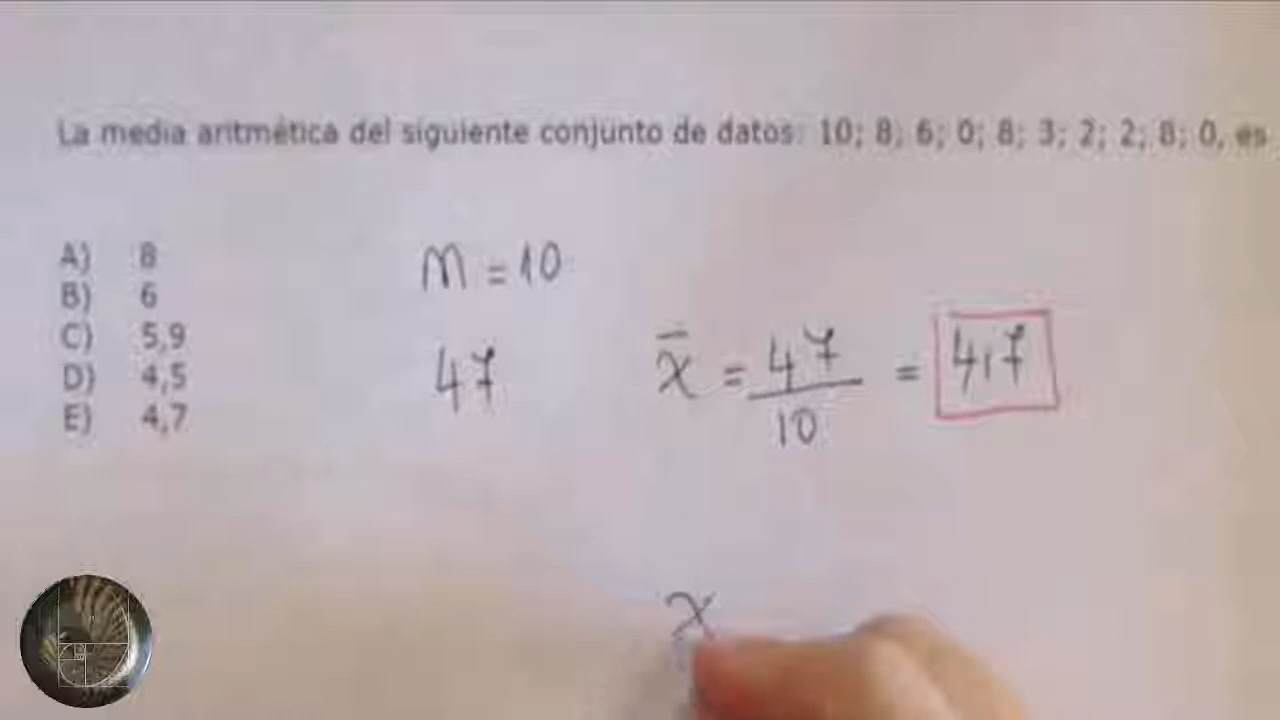 La media aritmética del siguiente conjunto de datos: 10; 8; 6; 0; 8; 3; 2; 2; 8; 0, es
A) 8
B) 6
C) 5,9
D) 4,5
E) 4,7
n = 10
47
x̄ = 47/10 = 4,7
x